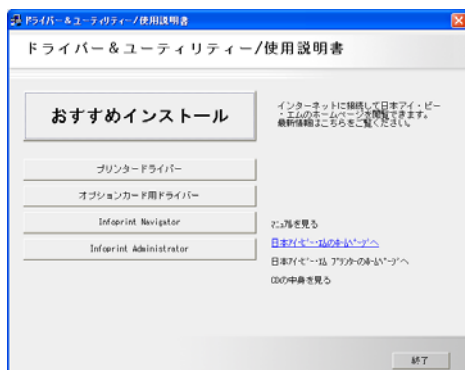 ドライバー&ユーティリティー/使用説明書
ドライバー&ユーティリティー/使用説明書
おすすめインストール
インターネットに接続して日本アイ・ビー
・エムのホームページを閲覧できます。
最新情報はこちらをご覧ください。
プリンタードライバー
オプションカード用ドライバー
Infoprint Navigator
Infoprint Administrator
マニュアルを見る
日本アイ・ビー・エムのホームページへ
日本アイ・ビー・エム プリンターのホームページへ
CDの中身を見る
終了